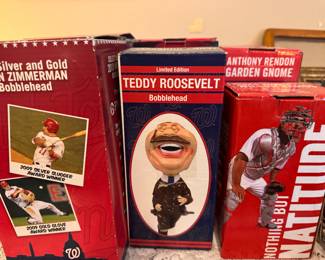 Silver and Gold
N ZIMMERMAN
Bobblehead
2009 SILVER SLUGGER
AWARD WINNER
2009 GOLD GLOVE
AWARD WINNER
W
Limited Edition
TEDDY ROOSEVELT
Bobblehead
ANTHONY RENDON
GARDEN GNOME
NOTHING BUT
NATITUDE